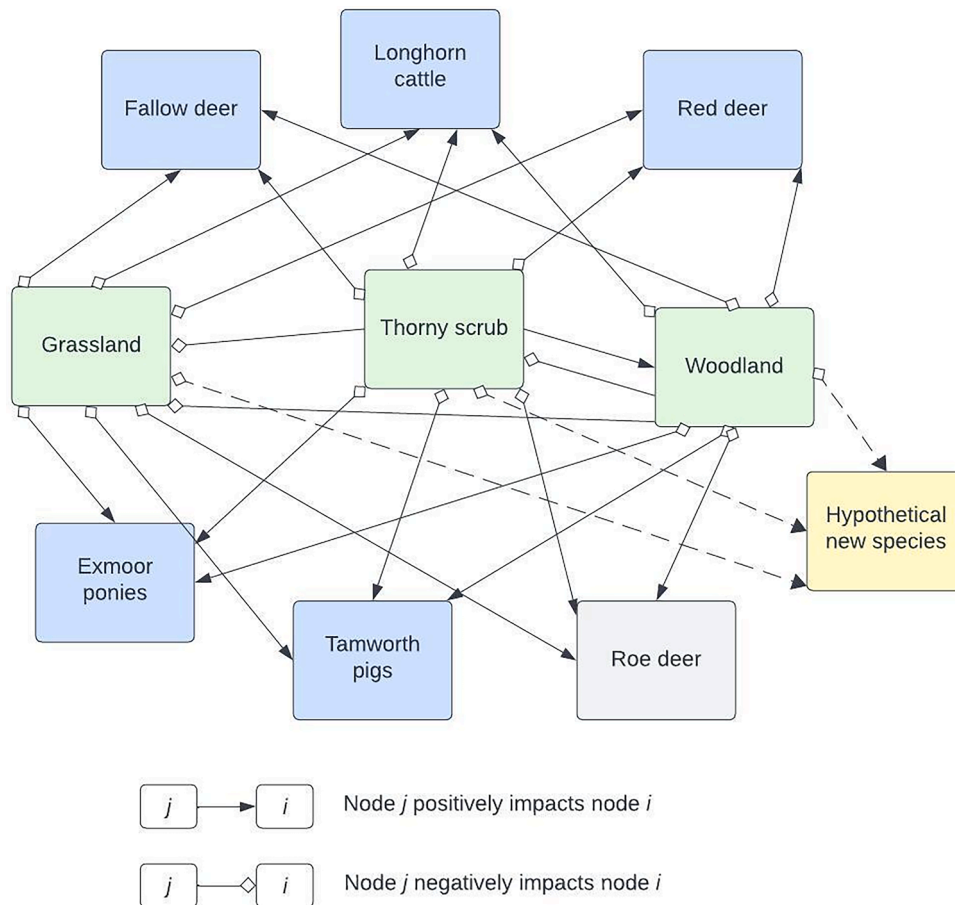 Longhorn
cattle
Fallow deer
Red deer
Grassland
Thorny scrub
Woodland
Hypothetical
new species
Exmoor
ponies
Tamworth
pigs
Roe deer
j i Node j positively impacts node i
j i Node j negatively impacts node i